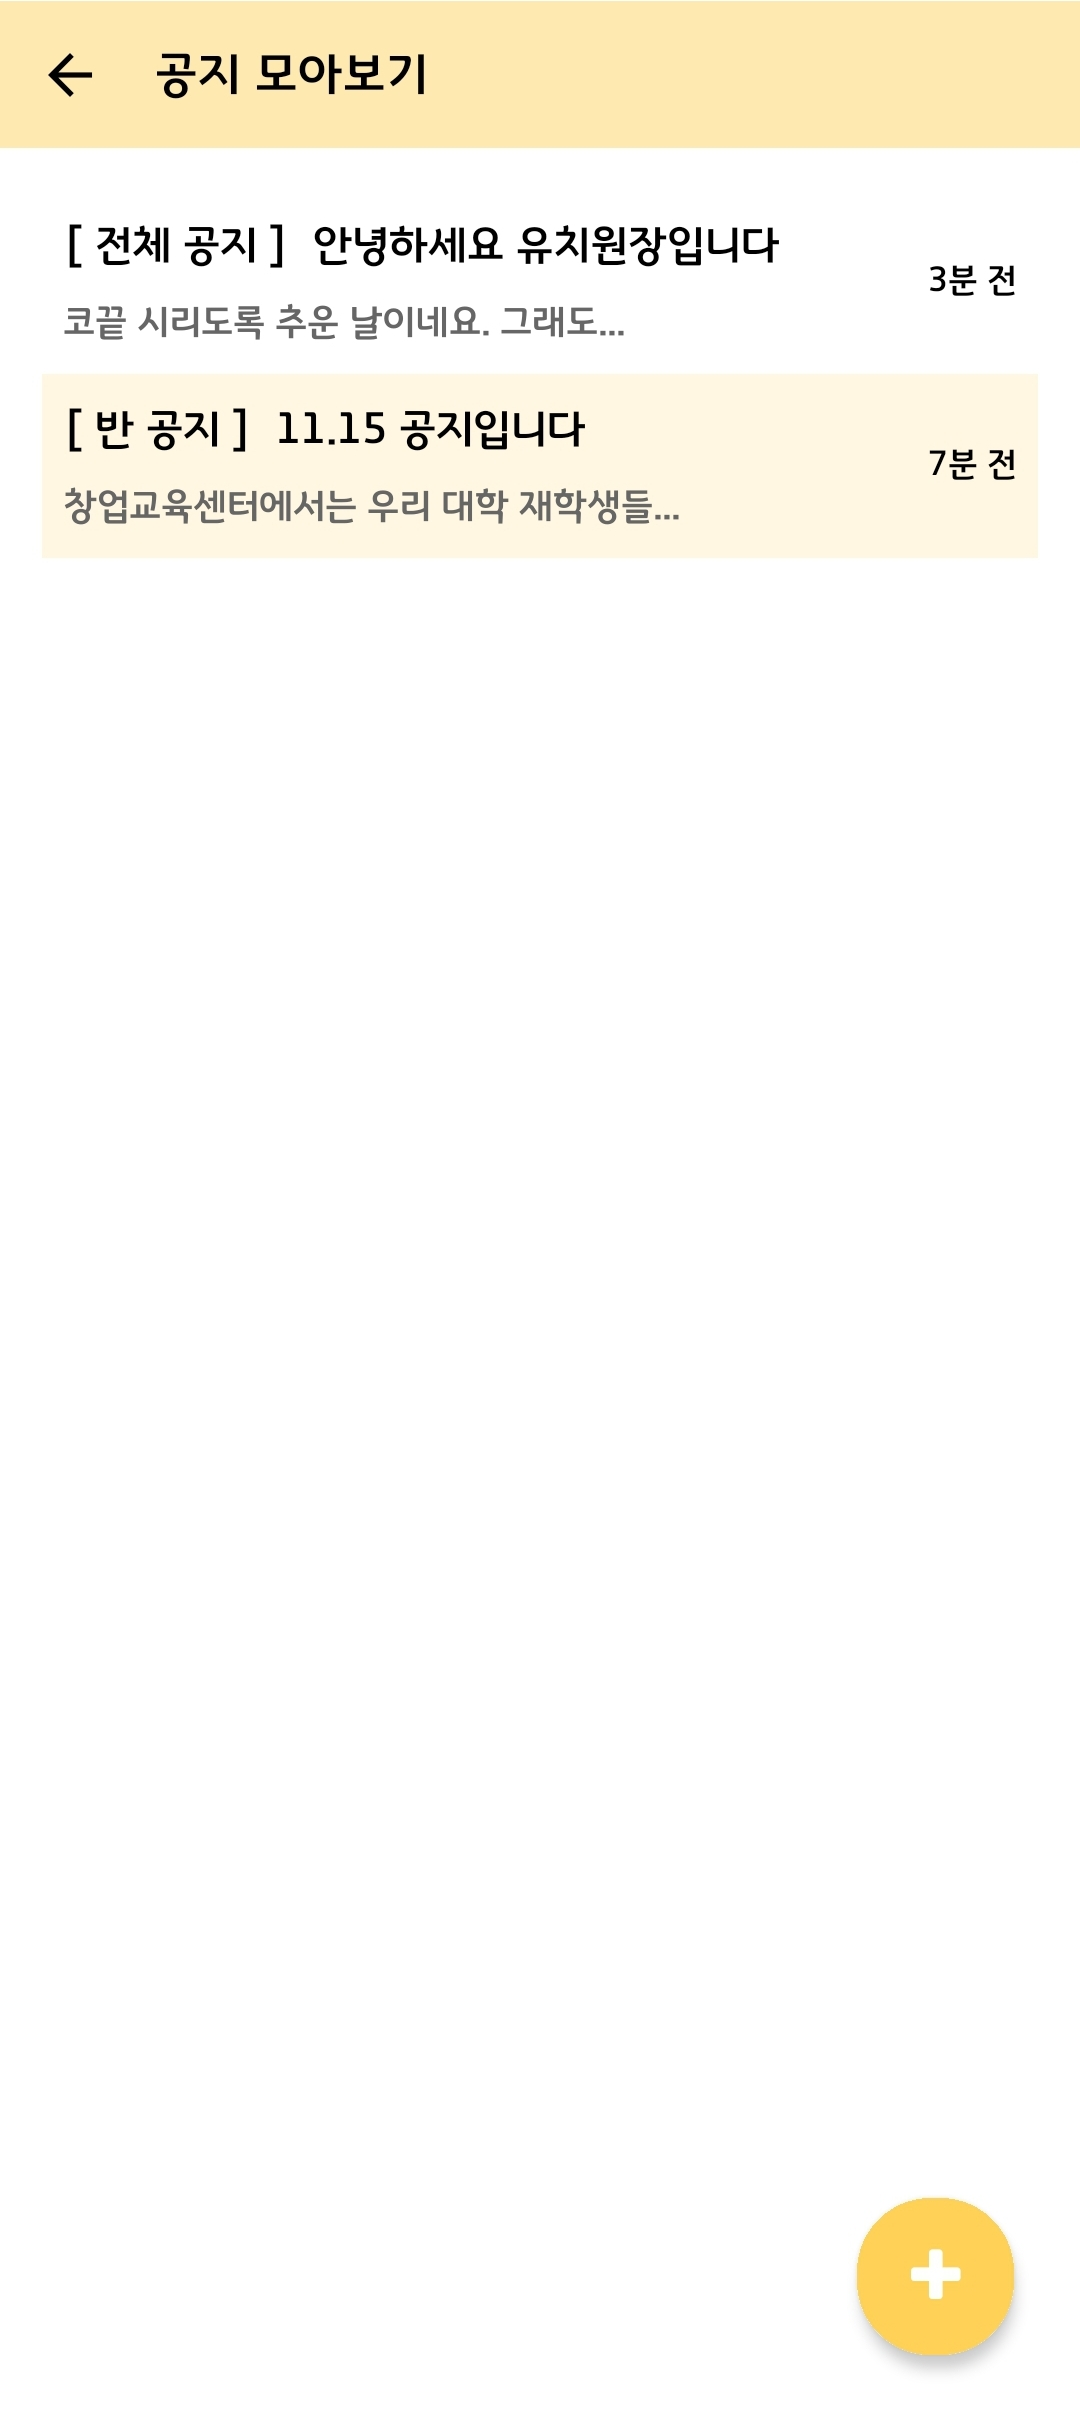 공지 모아보기
[ 전체 공지 ] 안녕하세요 유치원장입니다
3분 전
코끝 시리도록 추운 날이네요. 그래도...
[ 반 공지 ] 11.15 공지입니다
7분 전
창업교육센터에서는 우리 대학 재학생들...